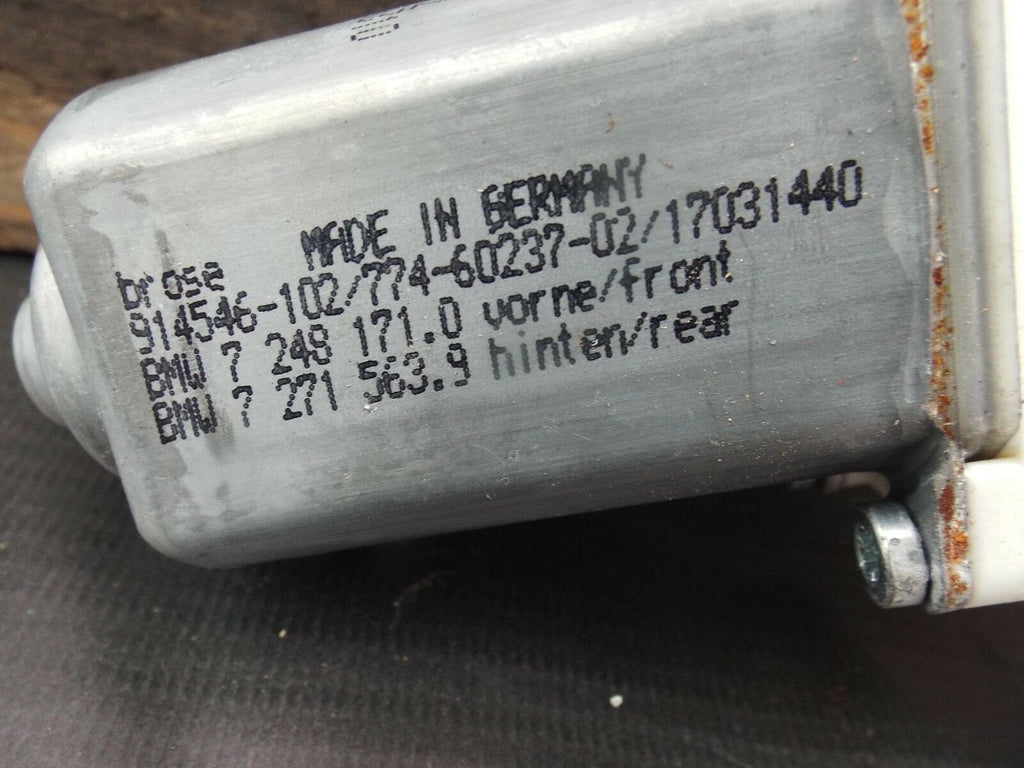 brose MADE IN GERMANY
914546-102/774-60237-02/17031440
BMW 7 248 171.0 vorne/front
BMW 7 271 563.9 hinten/rear